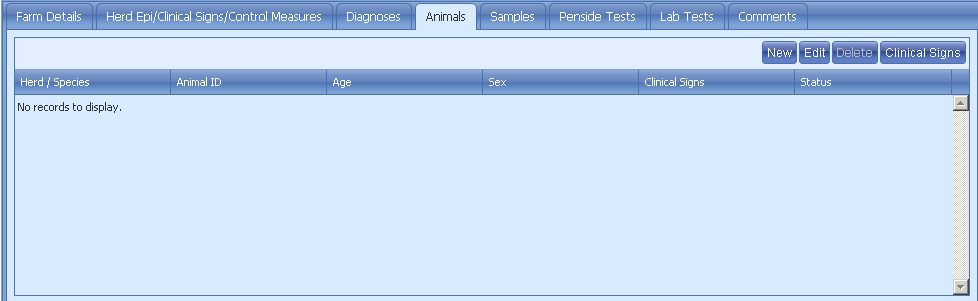 Farm Details Herd Epi/Clinical Signs/Control Measures Diagnoses Animals Samples Penside Tests Lab Tests Comments
New Edit Delete Clinical Signs
Herd / Species Animal ID Age Sex Clinical Signs Status
No records to display.